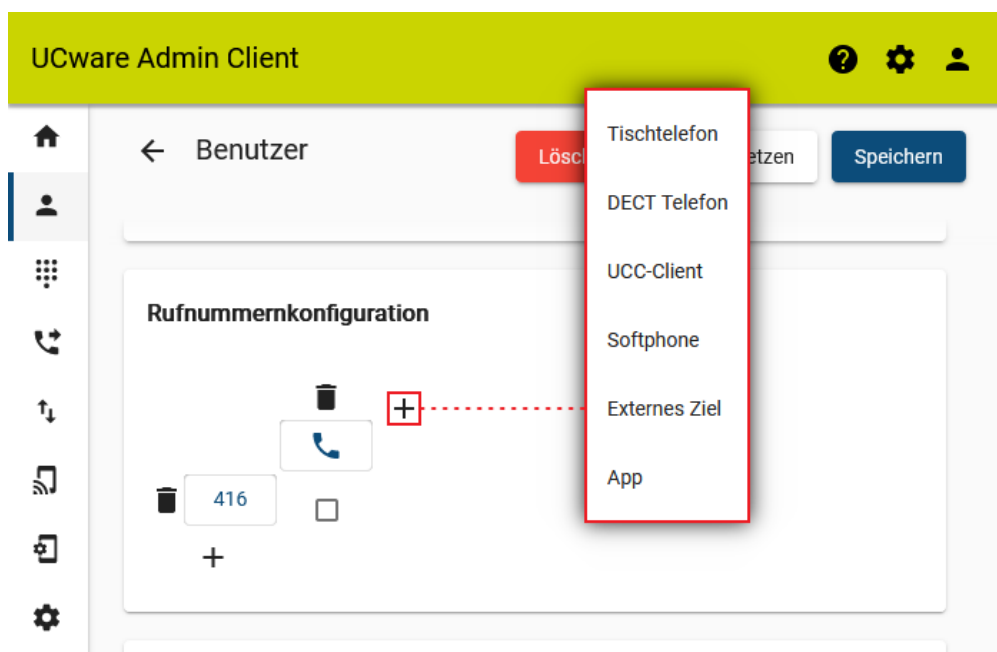 UCware Admin Client
Benutzer
Lösc
etzen
Speichern
Tischtelefon
DECT Telefon
UCC-Client
Softphone
Externes Ziel
App
Rufnummernkonfiguration
416